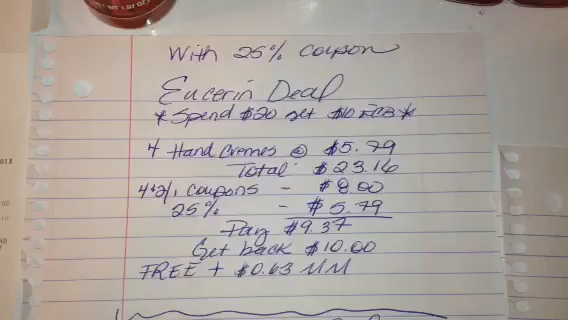 With 25% coupon
Eucerin Deal
* Spend $20 get $10 ECB *
4 Hand Cremes @ $5.79
Total: $23.16
4 $2/1 coupons - $8.00
25% - $5.79
Pay $9.37
Get back $10.00
FREE + $0.63 MM